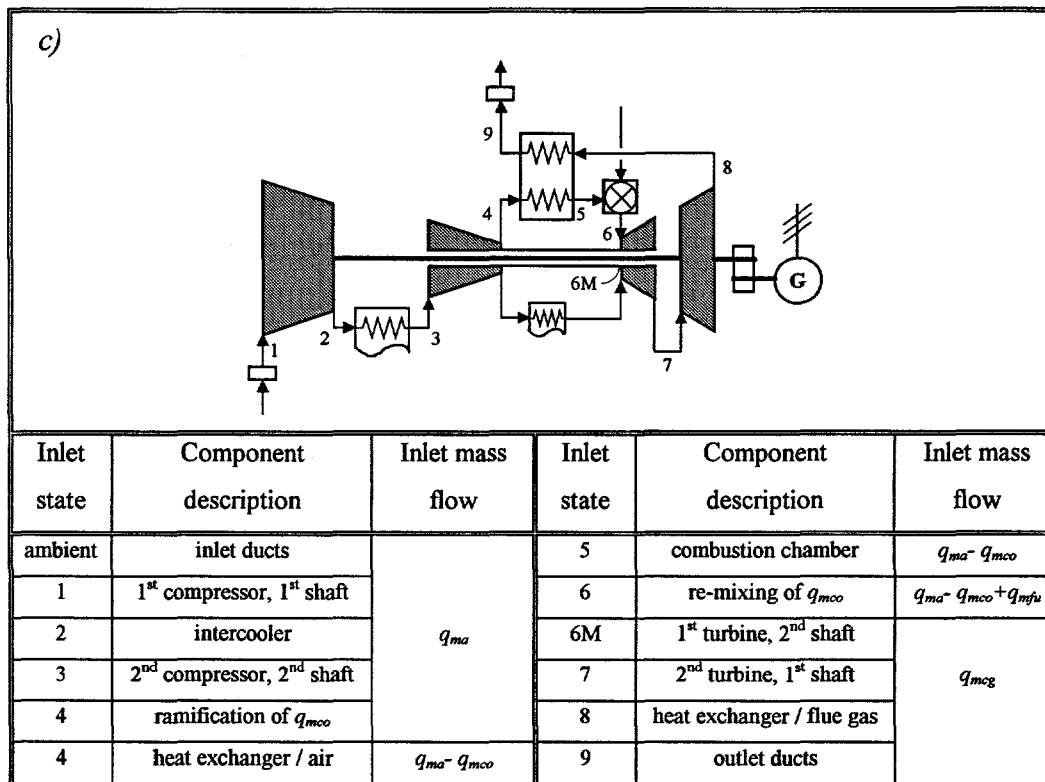 c)
9
8
4
5
6
6M
G
1
2
3
7
Inlet state Component description Inlet mass flow Inlet state Component description Inlet mass flow
ambient inlet ducts q_ma 5 combustion chamber q_ma- q_mco
1 1st compressor, 1st shaft 6 re-mixing of q_mco q_ma- q_mco+q_mfu
2 intercooler 6M 1st turbine, 2nd shaft q_mcg
3 2nd compressor, 2nd shaft 7 2nd turbine, 1st shaft
4 ramification of q_mco 8 heat exchanger / flue gas
4 heat exchanger / air q_ma- q_mco 9 outlet ducts